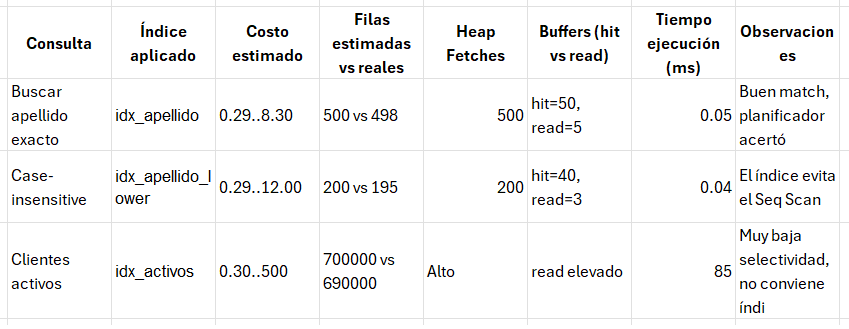 Consulta | Índice aplicado | Costo estimado | Filas estimadas vs reales | Heap Fetches | Buffers (hit vs read) | Tiempo ejecución (ms) | Observaciones
Buscar apellido exacto | idx_apellido | 0.29..8.30 | 500 vs 498 | 500 | hit=50, read=5 | 0.05 | Buen match, planificador acertó
Case-insensitive | idx_apellido_lower | 0.29..12.00 | 200 vs 195 | 200 | hit=40, read=3 | 0.04 | El índice evita el Seq Scan
Clientes activos | idx_activos | 0.30..500 | 700000 vs 690000 | Alto | read elevado | 85 | Muy baja selectividad, no conviene índi